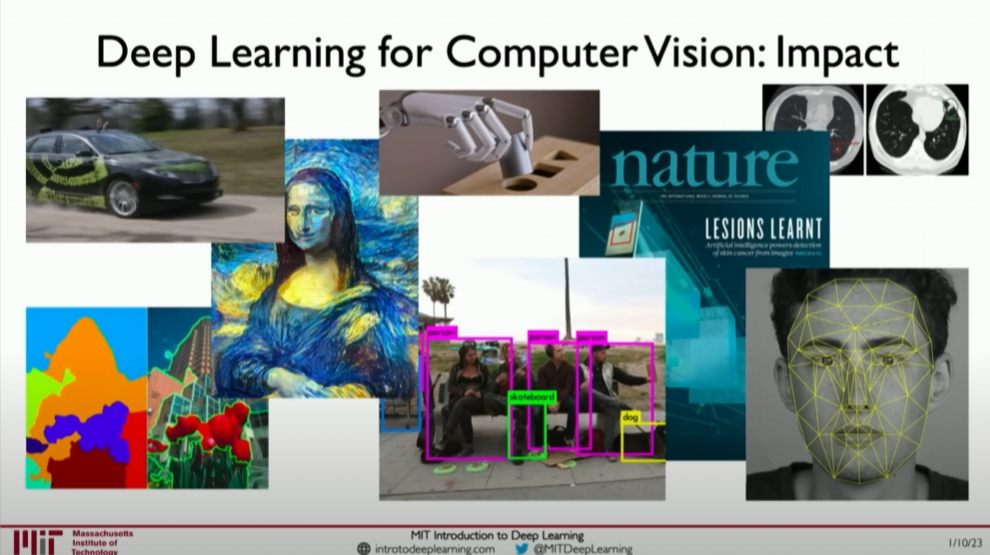 Deep Learning for Computer Vision: Impact
nature
THE INTERNATIONAL WEEKLY JOURNAL OF SCIENCE
LESIONS LEARNT
Artificial intelligence powers detection
of skin cancer from images
person
person
person
skateboard
dog
Massachusetts
Institute of
Technology
MIT Introduction to Deep Learning
introtodeeplearning.com
@MITDeepLearning
1/10/23